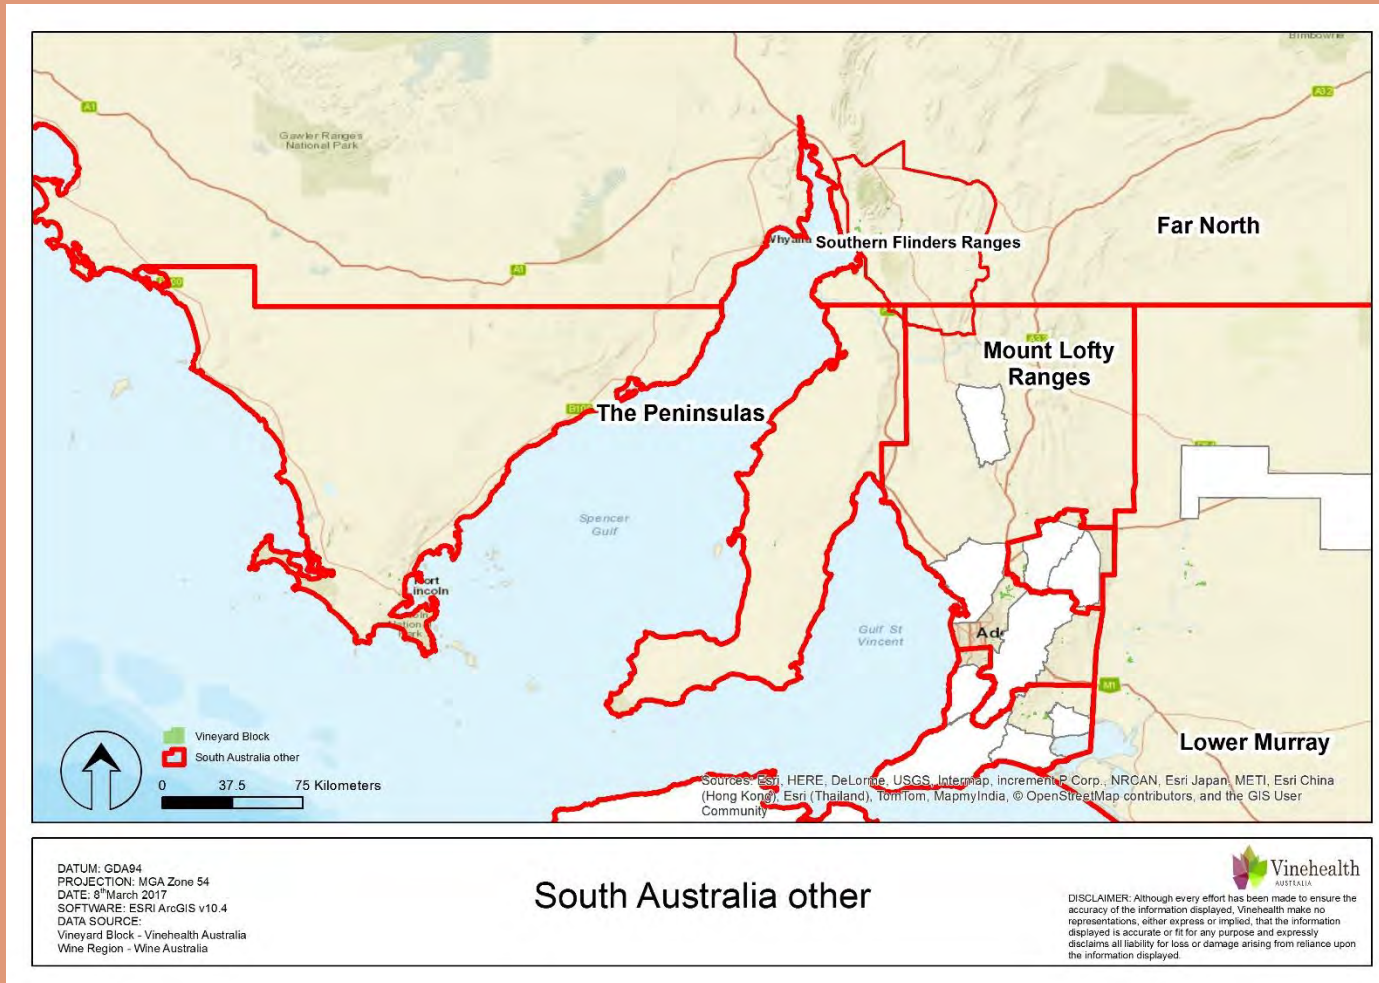 Bimbowrie
A1
A32
Gawler Ranges
National Park
Far North
Whyalla
Southern Flinders Ranges
A1
Mount Lofty
Ranges
The Peninsulas
Spencer
Gulf
Port
Lincoln
Gulf St
Vincent
Ade
M1
Lower Murray
Vineyard Block
South Australia other
0 37.5 75 Kilometers
Sources: Esri, HERE, DeLorme, USGS, Intermap, increment P Corp., NRCAN, Esri Japan, METI, Esri China
(Hong Kong), Esri (Thailand), TomTom, MapmyIndia, © OpenStreetMap contributors, and the GIS User
Community
DATUM: GDA94
PROJECTION: MGA Zone 54
DATE: 8th March 2017
SOFTWARE: ESRI ArcGIS v10.4
DATA SOURCE:
Vineyard Block - Vinehealth Australia
Wine Region - Wine Australia
South Australia other
Vinehealth
AUSTRALIA
DISCLAIMER: Although every effort has been made to ensure the
accuracy of the information displayed, Vinehealth make no
representations, either express or implied, that the information
displayed is accurate or fit for any purpose and expressly
disclaims all liability for loss or damage arising from reliance upon
the information displayed.